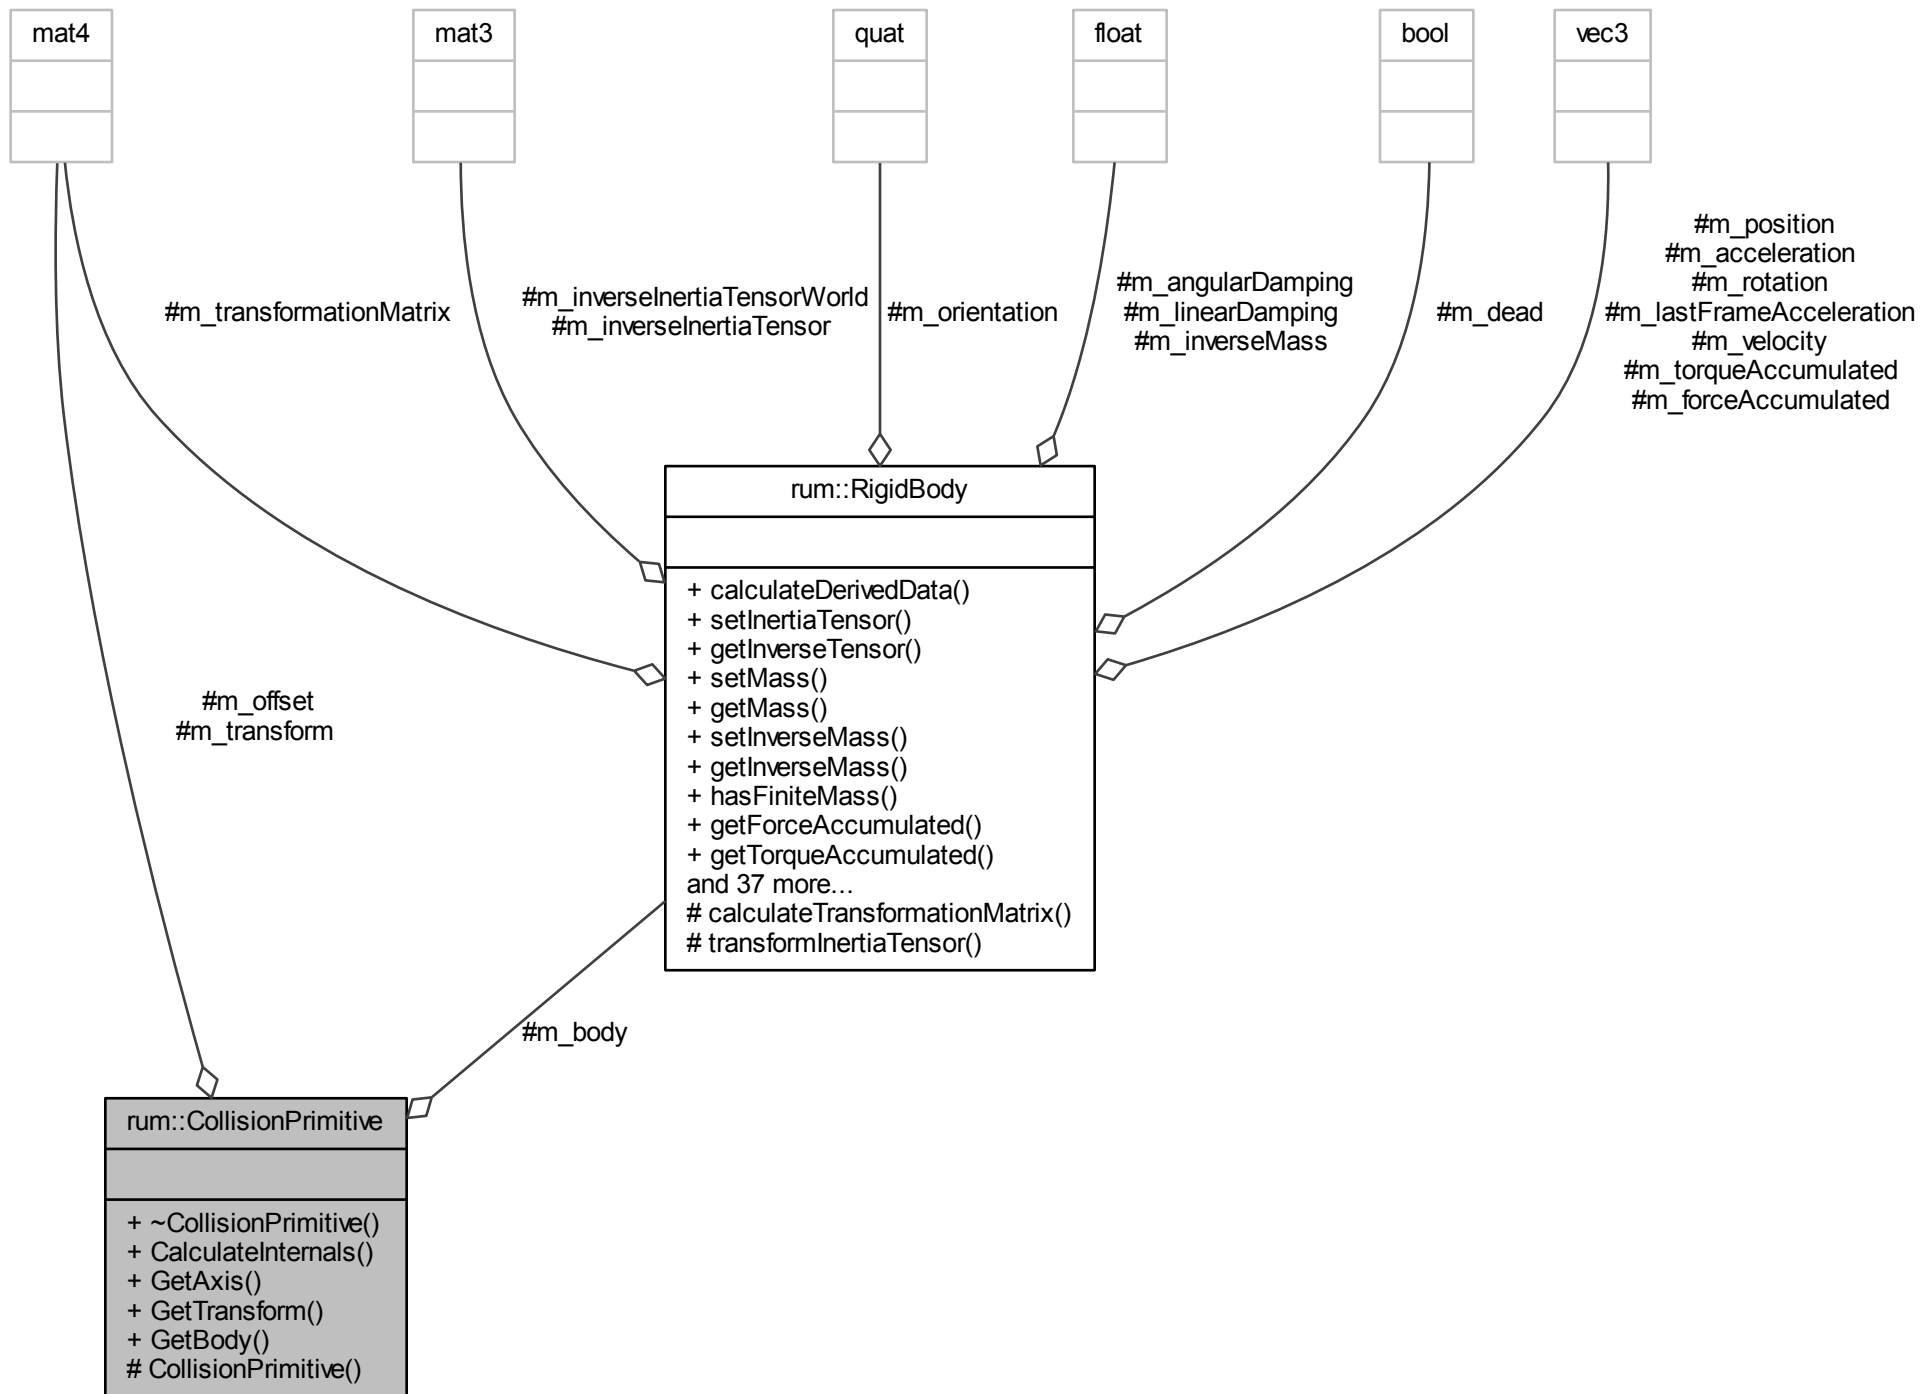 mat4
mat3
quat
float
bool
vec3
#m_position
#m_acceleration
#m_rotation
#m_lastFrameAcceleration
#m_velocity
#m_torqueAccumulated
#m_forceAccumulated
#m_transformationMatrix
#m_inverseInertiaTensorWorld
#m_inverseInertiaTensor
#m_orientation
#m_angularDamping
#m_linearDamping
#m_inverseMass
#m_dead
rum::RigidBody
+ calculateDerivedData()
+ setInertiaTensor()
+ getInverseTensor()
+ setMass()
+ getMass()
+ setInverseMass()
+ getInverseMass()
+ hasFiniteMass()
+ getForceAccumulated()
+ getTorqueAccumulated()
and 37 more...
# calculateTransformationMatrix()
# transformInertiaTensor()
#m_offset
#m_transform
#m_body
rum::CollisionPrimitive
+ ~CollisionPrimitive()
+ CalculateInternals()
+ GetAxis()
+ GetTransform()
+ GetBody()
# CollisionPrimitive()